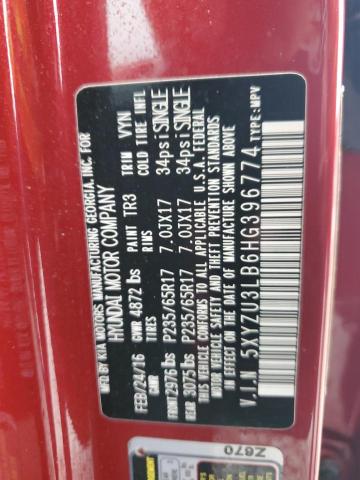 MFD BY KIA MOTORS MANUFACTURING GEORGIA, INC. FOR
HYUNDAI MOTOR COMPANY
FEB/24/16 GVWR 4872 lbs PAINT TR3 TRIM VYN
GAWR TIRES RIMS COLD TIRE INFL
FRONT 2976 lbs P235/65R17 7.0JX17 34psi SINGLE
REAR 3075 lbs P235/65R17 7.0JX17 34psi SINGLE
THIS VEHICLE CONFORMS TO ALL APPLICABLE U.S.A. FEDERAL
MOTOR VEHICLE SAFETY AND THEFT PREVENTION STANDARDS
IN EFFECT ON THE DATE OF MANUFACTURE SHOWN ABOVE.
V.I.N 5XYZU3LB6HG396774 TYPE:MPV
Z670